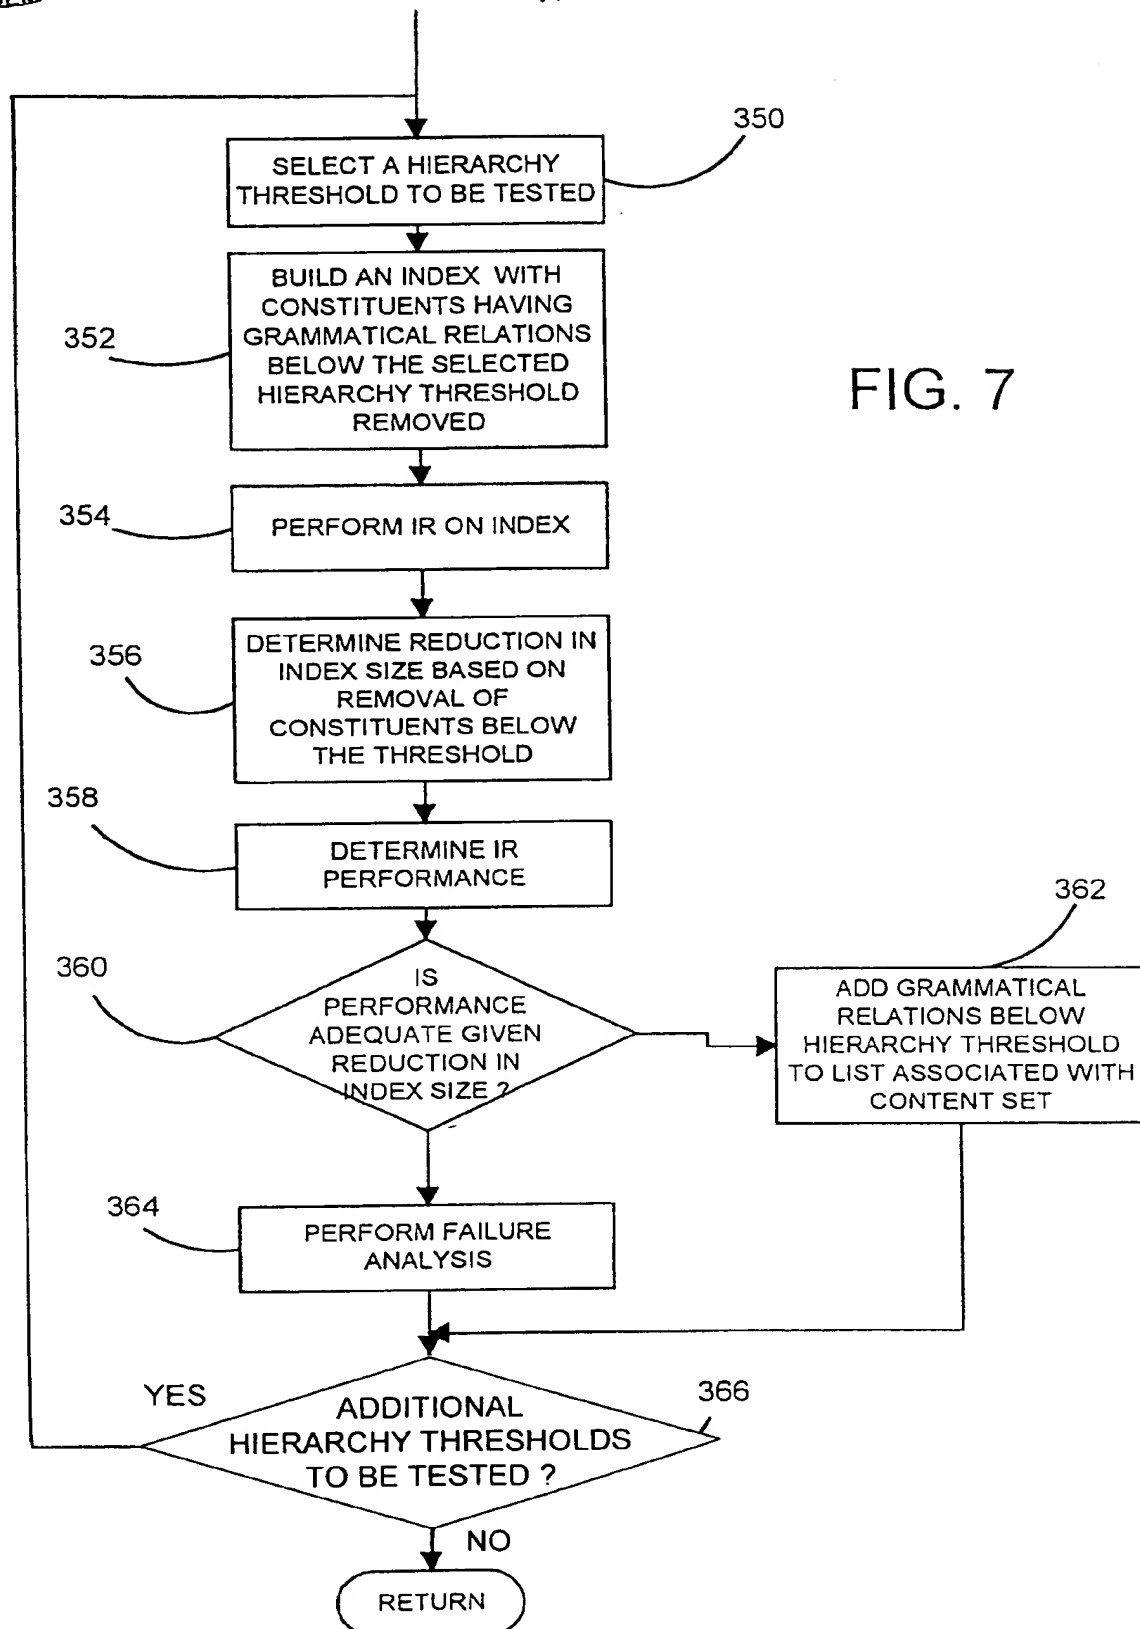 350
SELECT A HIERARCHY
THRESHOLD TO BE TESTED
352
BUILD AN INDEX WITH
CONSTITUENTS HAVING
GRAMMATICAL RELATIONS
BELOW THE SELECTED
HIERARCHY THRESHOLD
REMOVED
FIG. 7
354
PERFORM IR ON INDEX
356
DETERMINE REDUCTION IN
INDEX SIZE BASED ON
REMOVAL OF
CONSTITUENTS BELOW
THE THRESHOLD
358
DETERMINE IR
PERFORMANCE
360
IS
PERFORMANCE
ADEQUATE GIVEN
REDUCTION IN
INDEX SIZE ?
362
ADD GRAMMATICAL
RELATIONS BELOW
HIERARCHY THRESHOLD
TO LIST ASSOCIATED WITH
CONTENT SET
364
PERFORM FAILURE
ANALYSIS
YES
366
ADDITIONAL
HIERARCHY THRESHOLDS
TO BE TESTED ?
NO
RETURN